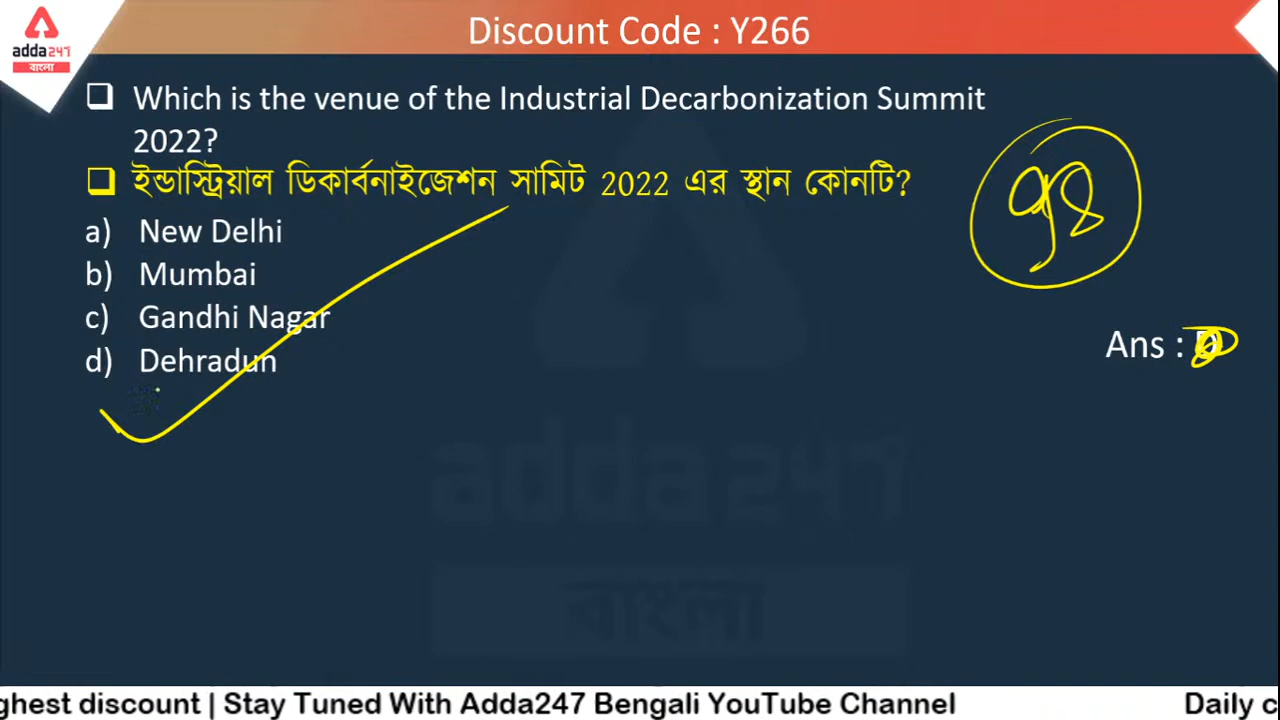 Discount Code : Y266
adda247
বাংলা
❑ Which is the venue of the Industrial Decarbonization Summit
2022?
❑ ইন্ডাস্ট্রিয়াল ডিকার্বনাইজেশন সামিট 2022 এর স্থান কোনটি?
a) New Delhi
b) Mumbai
c) Gandhi Nagar
d) Dehradun
Ans :
adda247
বাংলা
ghest discount | Stay Tuned With Adda247 Bengali YouTube Channel
Daily c